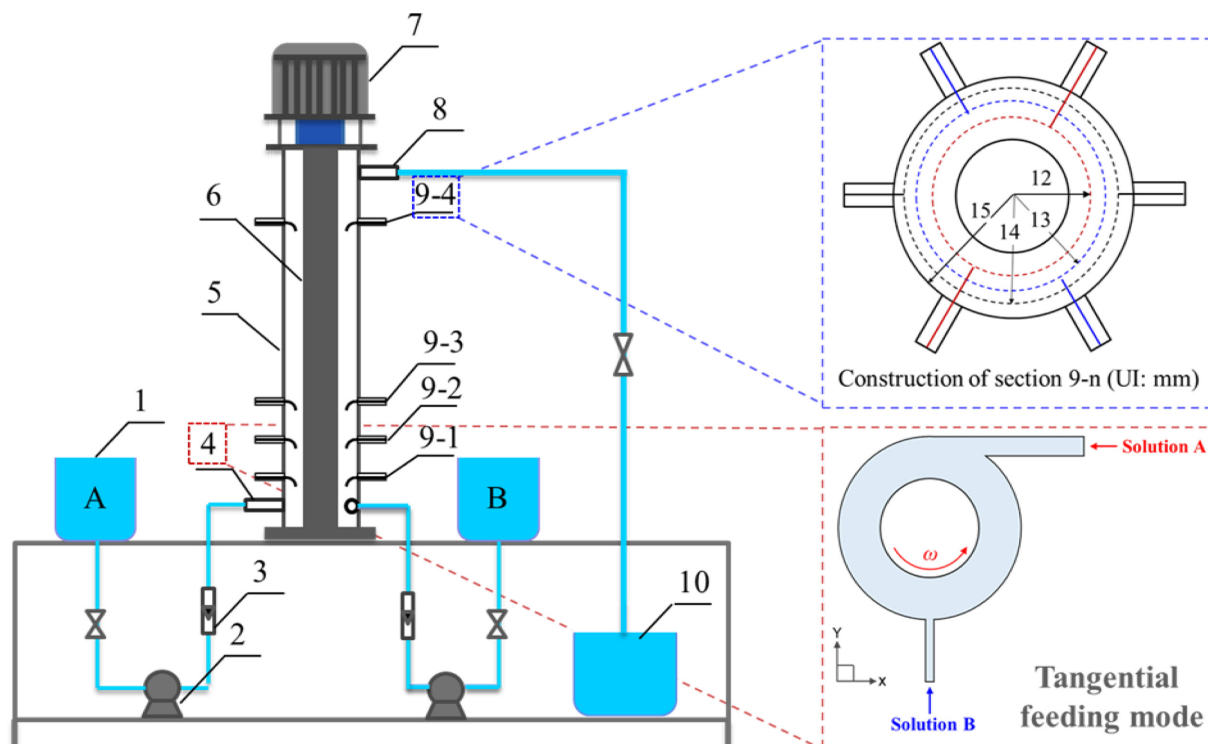 7
8
9-4
6
5
9-3
9-2
9-1
1
4
A
B
3
2
10
12
15
13
14
Construction of section 9-n (UI: mm)
Solution A
ω
Y
X
Solution B
Tangential
feeding mode